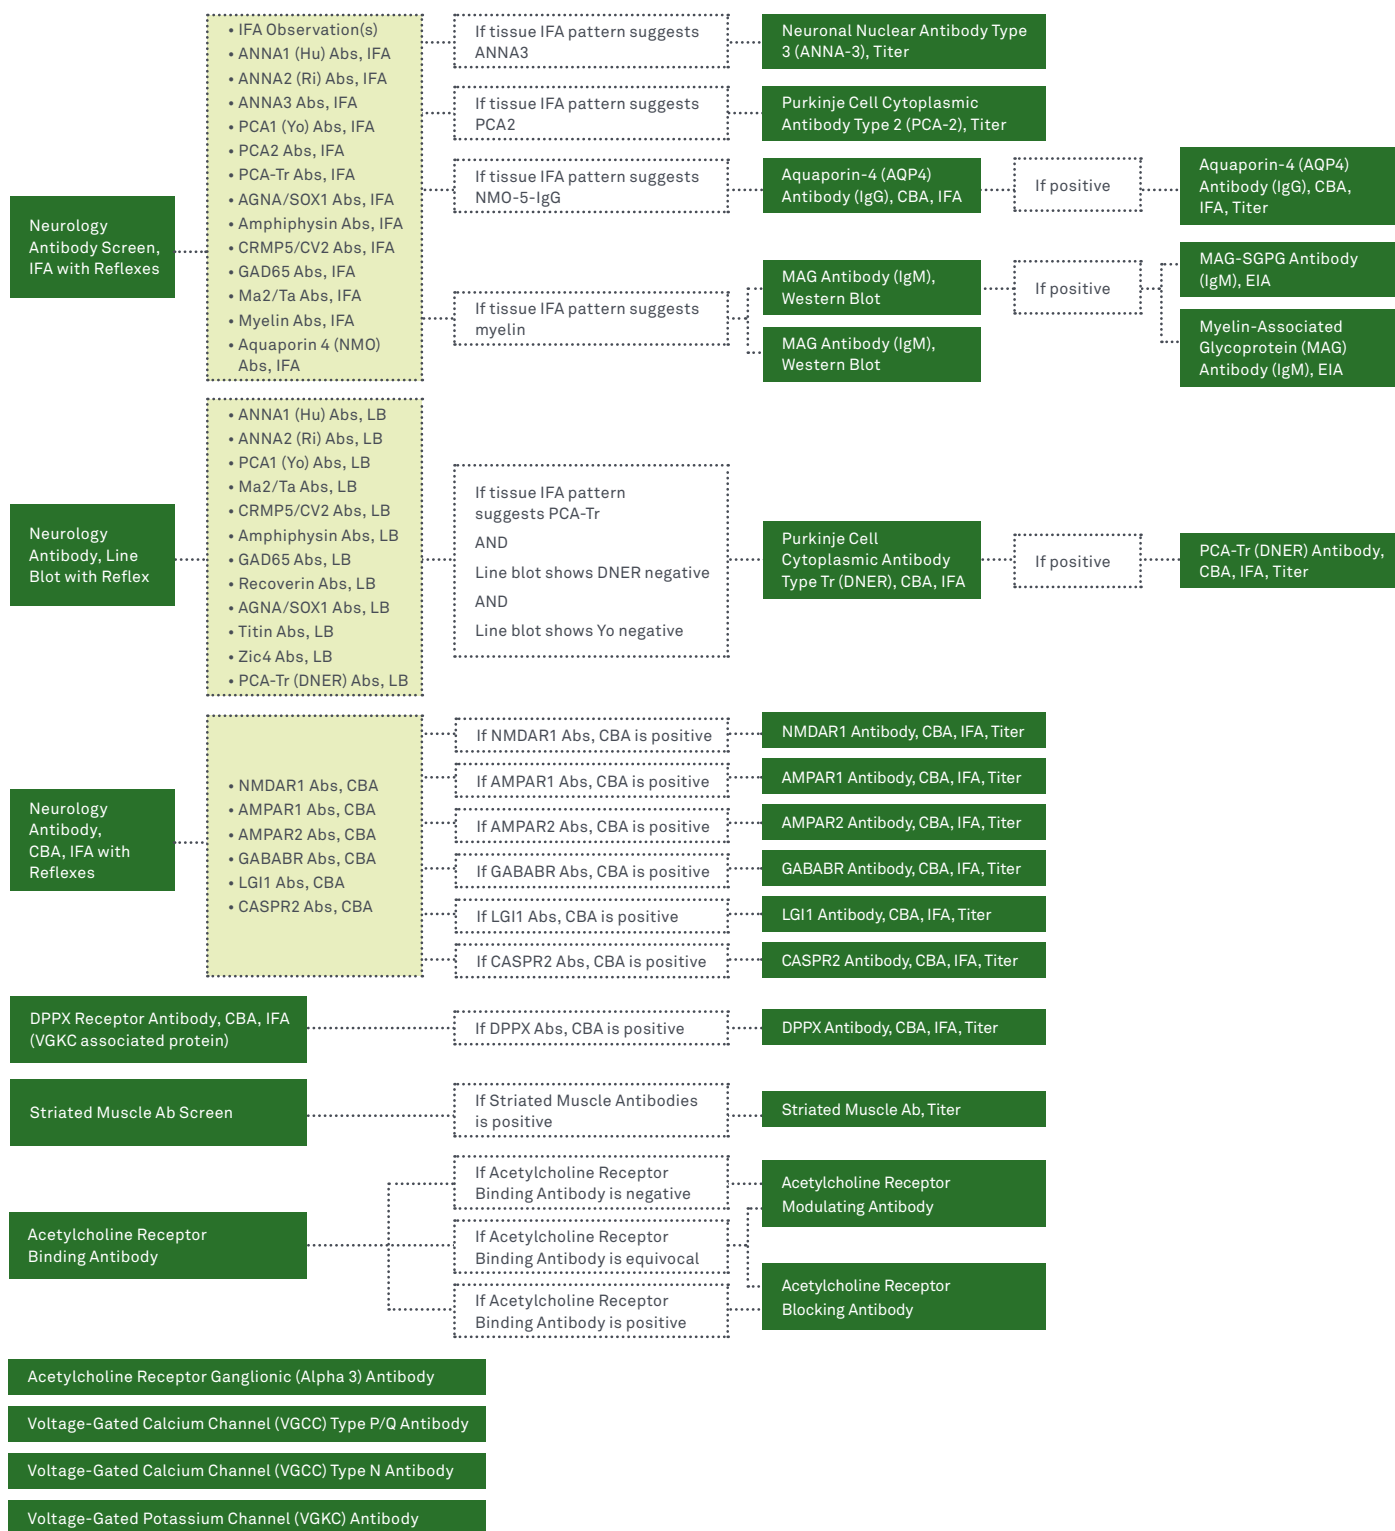 Neurology
Antibody Screen,
IFA with Reflexes
• IFA Observation(s)
• ANNA1 (Hu) Abs, IFA
• ANNA2 (Ri) Abs, IFA
• ANNA3 Abs, IFA
• PCA1 (Yo) Abs, IFA
• PCA2 Abs, IFA
• PCA-Tr Abs, IFA
• AGNA/SOX1 Abs, IFA
• Amphiphysin Abs, IFA
• CRMP5/CV2 Abs, IFA
• GAD65 Abs, IFA
• Ma2/Ta Abs, IFA
• Myelin Abs, IFA
• Aquaporin 4 (NMO)
Abs, IFA
If tissue IFA pattern suggests
ANNA3
Neuronal Nuclear Antibody Type
3 (ANNA-3), Titer
If tissue IFA pattern suggests
PCA2
Purkinje Cell Cytoplasmic
Antibody Type 2 (PCA-2), Titer
If tissue IFA pattern suggests
NMO-5-IgG
Aquaporin-4 (AQP4)
Antibody (IgG), CBA, IFA
If positive
Aquaporin-4 (AQP4)
Antibody (IgG), CBA,
IFA, Titer
If tissue IFA pattern suggests
myelin
MAG Antibody (IgM),
Western Blot
MAG Antibody (IgM),
Western Blot
If positive
MAG-SGPG Antibody
(IgM), EIA
Myelin-Associated
Glycoprotein (MAG)
Antibody (IgM), EIA
Neurology
Antibody, Line
Blot with Reflex
• ANNA1 (Hu) Abs, LB
• ANNA2 (Ri) Abs, LB
• PCA1 (Yo) Abs, LB
• Ma2/Ta Abs, LB
• CRMP5/CV2 Abs, LB
• Amphiphysin Abs, LB
• GAD65 Abs, LB
• Recoverin Abs, LB
• AGNA/SOX1 Abs, LB
• Titin Abs, LB
• Zic4 Abs, LB
• PCA-Tr (DNER) Abs, LB
If tissue IFA pattern
suggests PCA-Tr
AND
Line blot shows DNER negative
AND
Line blot shows Yo negative
Purkinje Cell
Cytoplasmic Antibody
Type Tr (DNER), CBA, IFA
If positive
PCA-Tr (DNER) Antibody,
CBA, IFA, Titer
Neurology
Antibody,
CBA, IFA with
Reflexes
• NMDAR1 Abs, CBA
• AMPAR1 Abs, CBA
• AMPAR2 Abs, CBA
• GABABR Abs, CBA
• LGI1 Abs, CBA
• CASPR2 Abs, CBA
If NMDAR1 Abs, CBA is positive
NMDAR1 Antibody, CBA, IFA, Titer
If AMPAR1 Abs, CBA is positive
AMPAR1 Antibody, CBA, IFA, Titer
If AMPAR2 Abs, CBA is positive
AMPAR2 Antibody, CBA, IFA, Titer
If GABABR Abs, CBA is positive
GABABR Antibody, CBA, IFA, Titer
If LGI1 Abs, CBA is positive
LGI1 Antibody, CBA, IFA, Titer
If CASPR2 Abs, CBA is positive
CASPR2 Antibody, CBA, IFA, Titer
DPPX Receptor Antibody, CBA, IFA
(VGKC associated protein)
If DPPX Abs, CBA is positive
DPPX Antibody, CBA, IFA, Titer
Striated Muscle Ab Screen
If Striated Muscle Antibodies
is positive
Striated Muscle Ab, Titer
Acetylcholine Receptor
Binding Antibody
If Acetylcholine Receptor
Binding Antibody is negative
If Acetylcholine Receptor
Binding Antibody is equivocal
If Acetylcholine Receptor
Binding Antibody is positive
Acetylcholine Receptor
Modulating Antibody
Acetylcholine Receptor
Blocking Antibody
Acetylcholine Receptor Ganglionic (Alpha 3) Antibody
Voltage-Gated Calcium Channel (VGCC) Type P/Q Antibody
Voltage-Gated Calcium Channel (VGCC) Type N Antibody
Voltage-Gated Potassium Channel (VGKC) Antibody